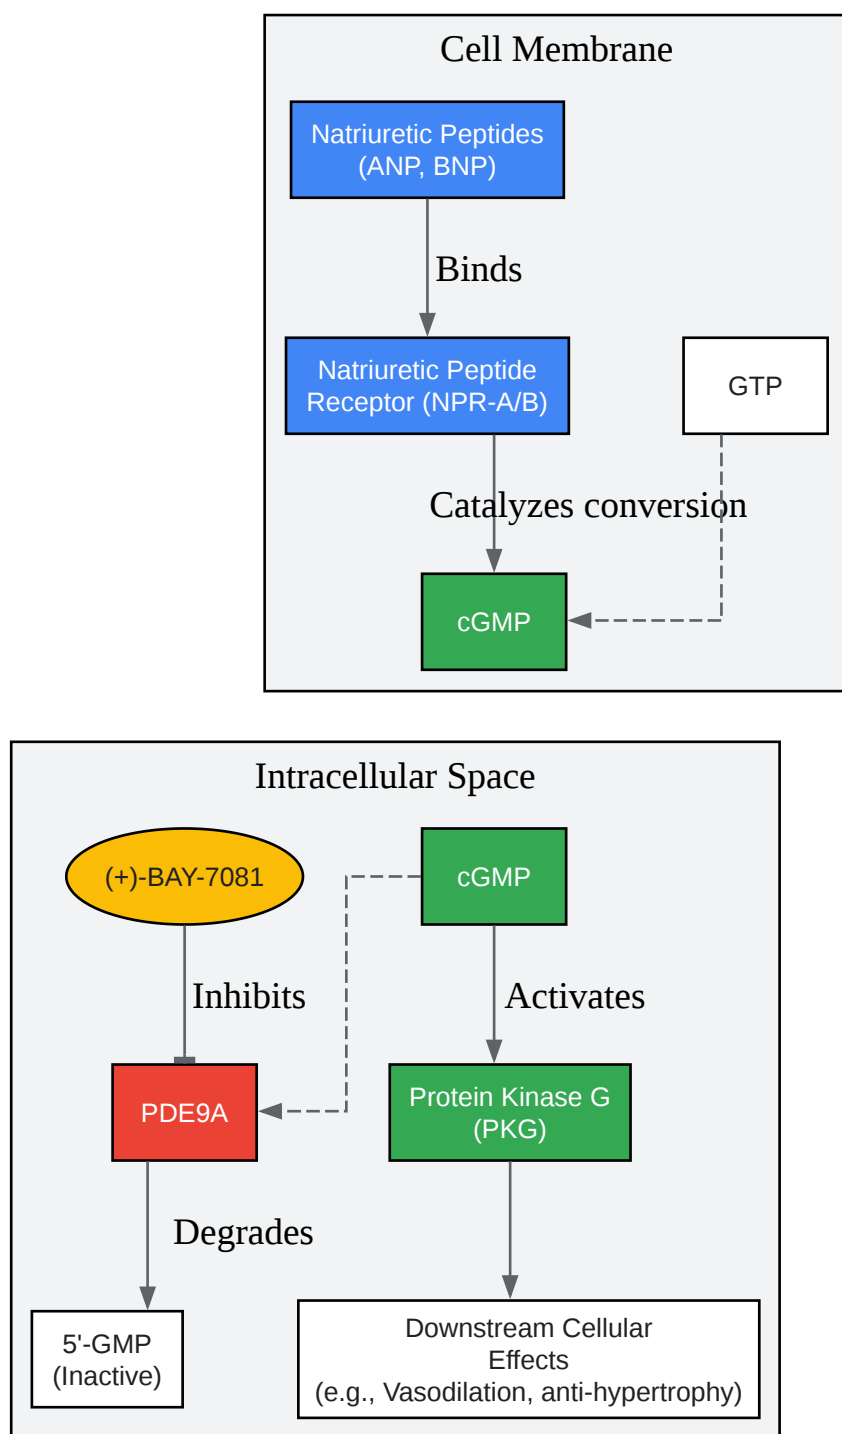 Cell Membrane
Natriuretic Peptides
(ANP, BNP)
Binds
Natriuretic Peptide
Receptor (NPR-A/B)
GTP
Catalyzes conversion
cGMP
Intracellular Space
(+)-BAY-7081
cGMP
Inhibits
Activates
PDE9A
Protein Kinase G
(PKG)
Degrades
5'-GMP
(Inactive)
Downstream Cellular
Effects
(e.g., Vasodilation, anti-hypertrophy)